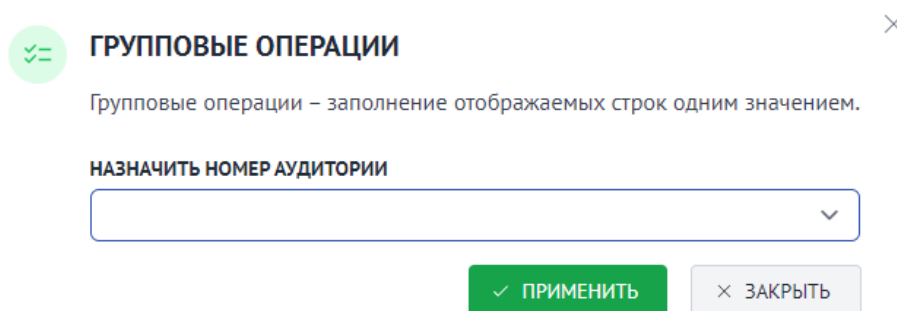 ГРУППОВЫЕ ОПЕРАЦИИ
Групповые операции – заполнение отображаемых строк одним значением.
НАЗНАЧИТЬ НОМЕР АУДИТОРИИ
ПРИМЕНИТЬ
ЗАКРЫТЬ